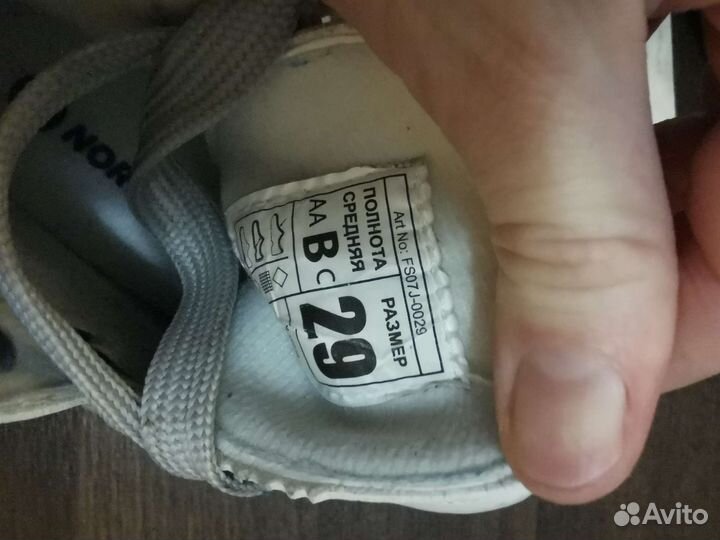 Art No: FS07J-0029
ПОЛНОТА
СРЕДНЯЯ
AA B C
РАЗМЕР
29
NOR
Avito